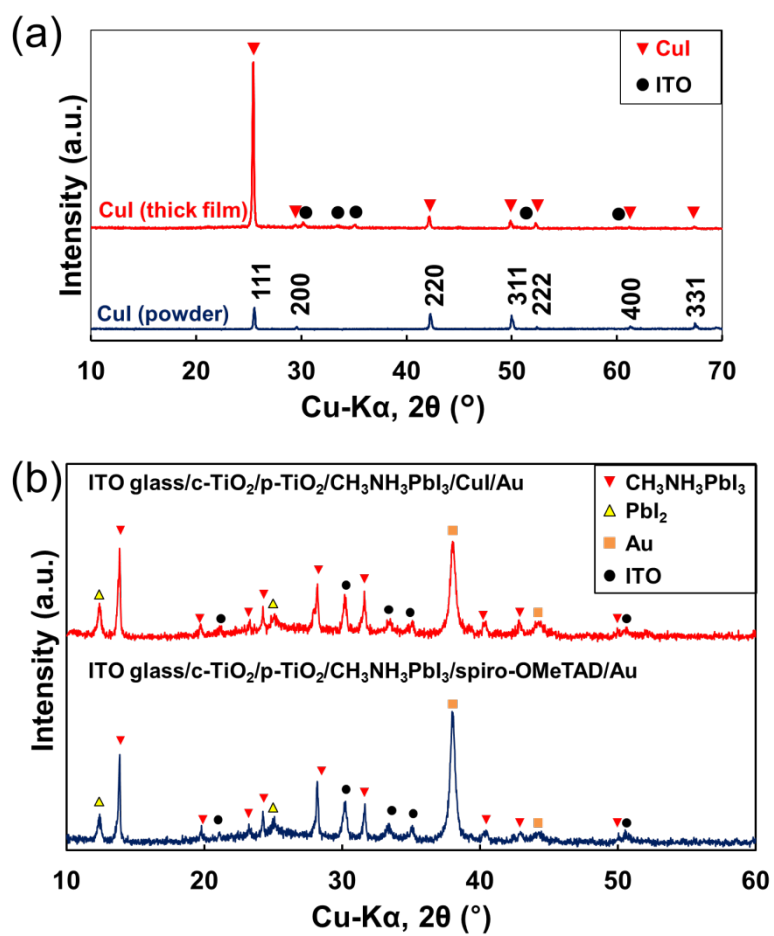 (a)
CuI
ITO
Intensity (a.u.)
CuI (thick film)
CuI (powder)
111
200
220
311
222
400
331
10 20 30 40 50 60 70
Cu-Kα, 2θ (°)
(b)
ITO glass/c-TiO₂/p-TiO₂/CH₃NH₃PbI₃/CuI/Au
CH₃NH₃PbI₃
PbI₂
Au
ITO
Intensity (a.u.)
ITO glass/c-TiO₂/p-TiO₂/CH₃NH₃PbI₃/spiro-OMeTAD/Au
10 20 30 40 50 60
Cu-Kα, 2θ (°)